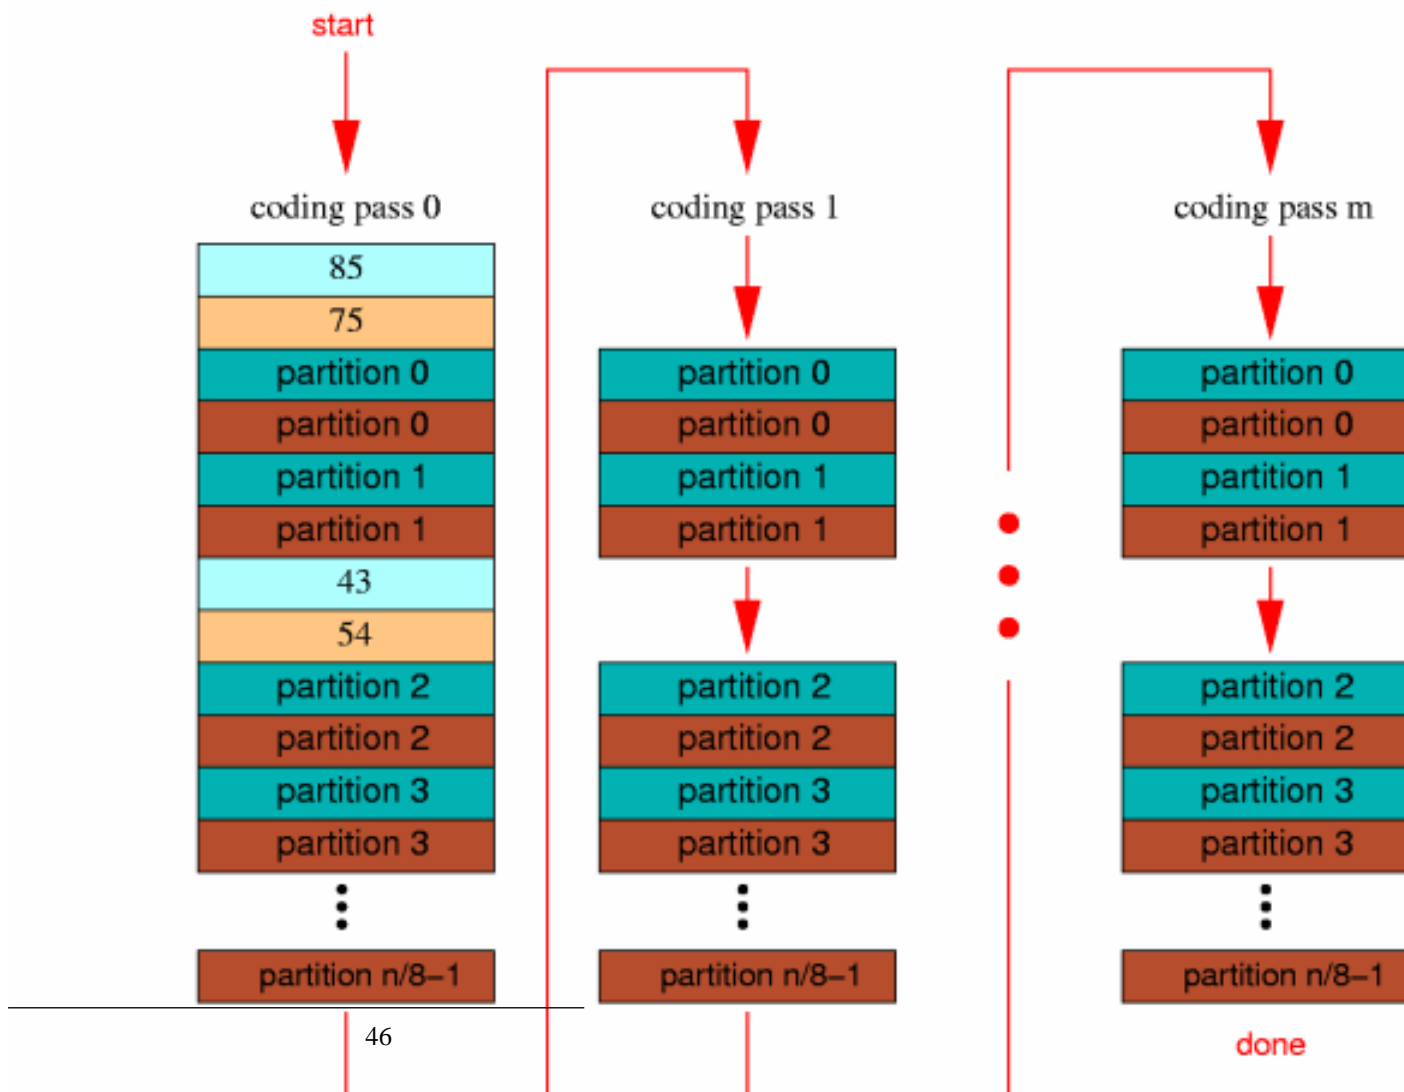 start
coding pass 0
85
75
partition 0
partition 0
partition 1
partition 1
43
54
partition 2
partition 2
partition 3
partition 3
partition n/8–1
46
coding pass 1
partition 0
partition 0
partition 1
partition 1
partition 2
partition 2
partition 3
partition 3
partition n/8–1
coding pass m
partition 0
partition 0
partition 1
partition 1
partition 2
partition 2
partition 3
partition 3
partition n/8–1
done